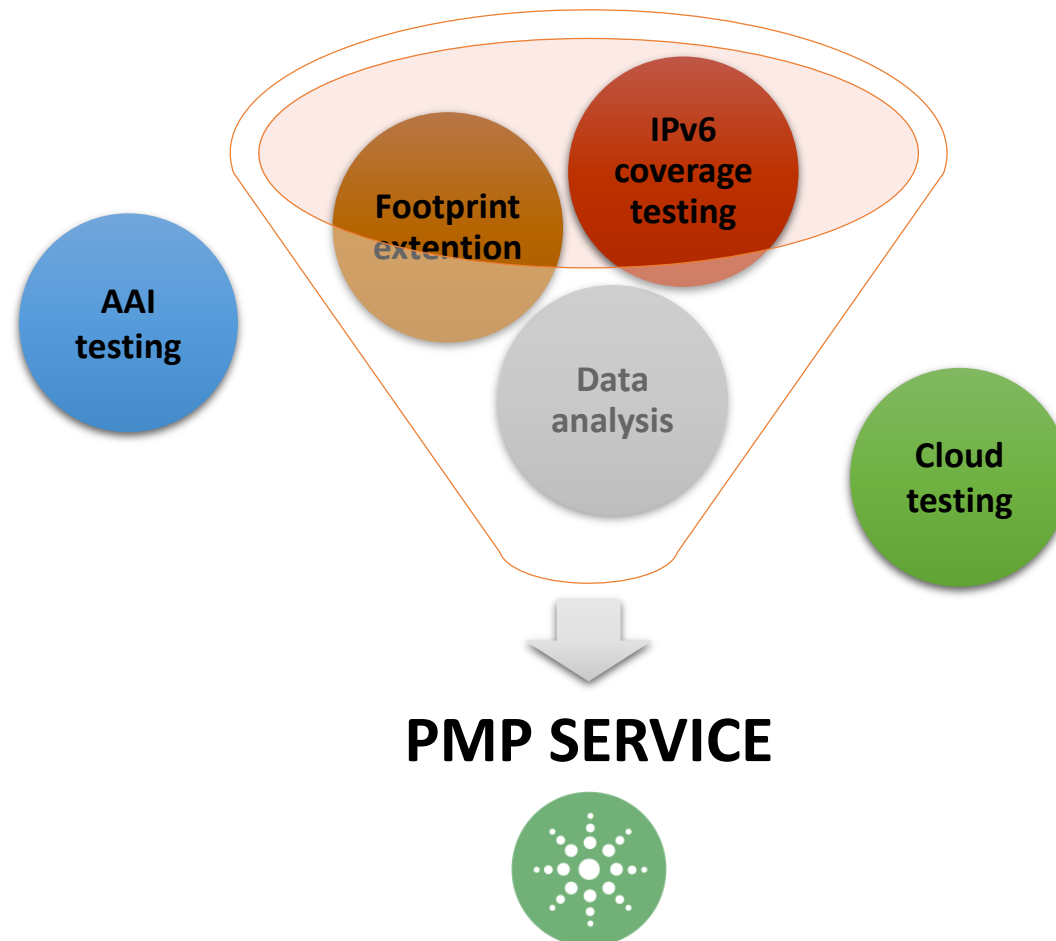 IPv6
coverage
testing
Footprint
extention
AAI
testing
Data
analysis
Cloud
testing
PMP SERVICE